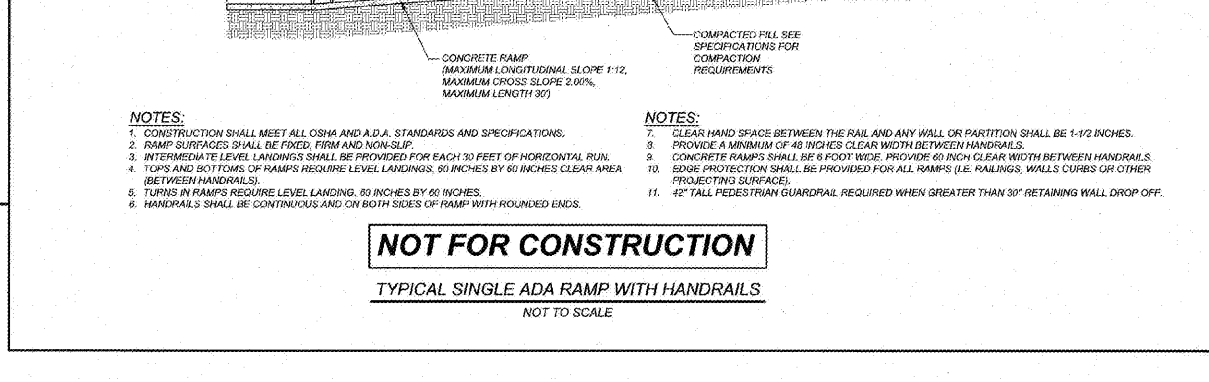 COMPACTED FILL SEE
SPECIFICATIONS FOR
COMPACTION
REQUIREMENTS
CONCRETE RAMP
(MAXIMUM LONGITUDINAL SLOPE 1:12,
MAXIMUM CROSS SLOPE 2.00%,
MAXIMUM LENGTH 30')
NOTES:
1. CONSTRUCTION SHALL MEET ALL OSHA AND A.D.A. STANDARDS AND SPECIFICATIONS.
2. RAMP SURFACES SHALL BE FIXED, FIRM AND NON-SLIP.
3. INTERMEDIATE LEVEL LANDINGS SHALL BE PROVIDED FOR EACH 30 FEET OF HORIZONTAL RUN.
4. TOPS AND BOTTOMS OF RAMPS REQUIRE LEVEL LANDINGS, 60 INCHES BY 60 INCHES CLEAR AREA
(BETWEEN HANDRAILS).
5. TURNS IN RAMPS REQUIRE LEVEL LANDING, 60 INCHES BY 60 INCHES.
6. HANDRAILS SHALL BE CONTINUOUS AND ON BOTH SIDES OF RAMP WITH ROUNDED ENDS.
NOTES:
7. CLEAR HAND SPACE BETWEEN THE RAIL AND ANY WALL OR PARTITION SHALL BE 1-1/2 INCHES.
8. PROVIDE A MINIMUM OF 48 INCHES CLEAR WIDTH BETWEEN HANDRAILS.
9. CONCRETE RAMPS SHALL BE 6 FOOT WIDE, PROVIDE 60 INCH CLEAR WIDTH BETWEEN HANDRAILS.
10. EDGE PROTECTION SHALL BE PROVIDED FOR ALL RAMPS (I.E. RAILINGS, WALLS CURBS OR OTHER
PROJECTING SURFACE).
11. 42" TALL PEDESTRIAN GUARDRAIL REQUIRED WHEN GREATER THAN 30" RETAINING WALL DROP OFF.
NOT FOR CONSTRUCTION
TYPICAL SINGLE ADA RAMP WITH HANDRAILS
NOT TO SCALE